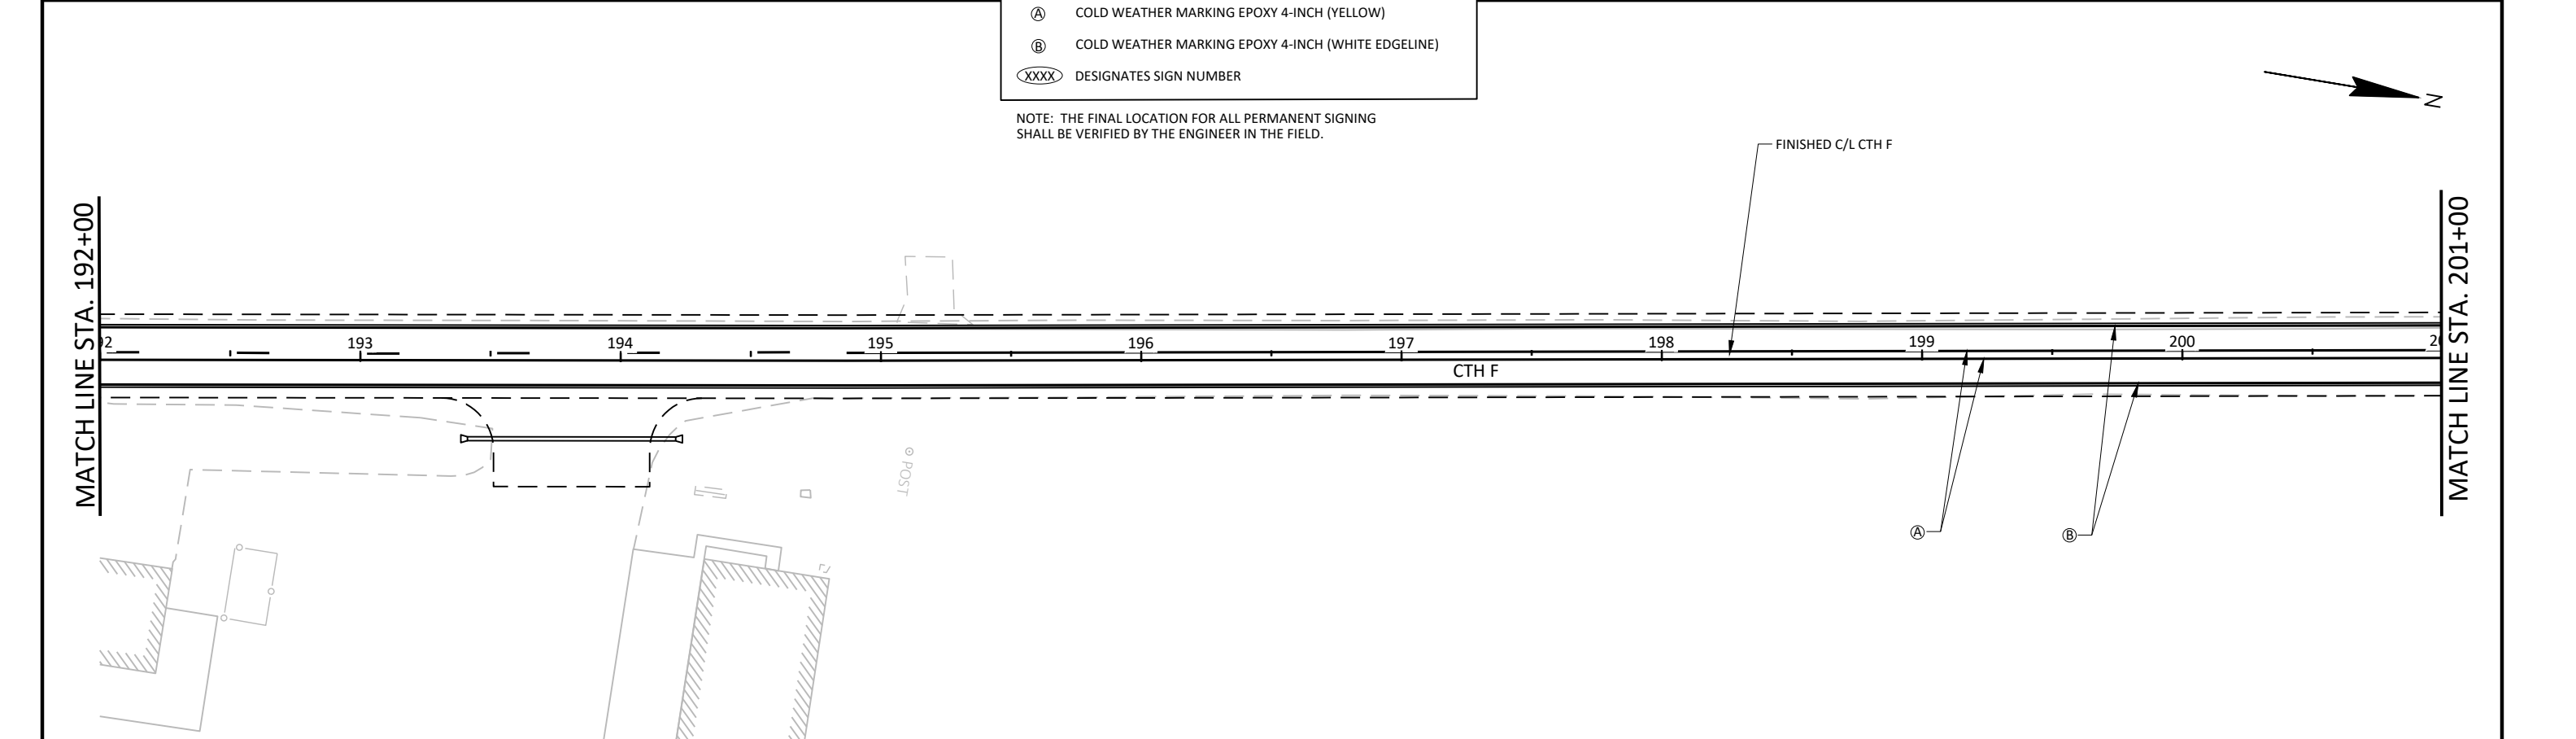 Ⓐ COLD WEATHER MARKING EPOXY 4-INCH (YELLOW)
Ⓑ COLD WEATHER MARKING EPOXY 4-INCH (WHITE EDGELINE)
XXXX DESIGNATES SIGN NUMBER
NOTE: THE FINAL LOCATION FOR ALL PERMANENT SIGNING
SHALL BE VERIFIED BY THE ENGINEER IN THE FIELD.
N
FINISHED C/L CTH F
MATCH LINE STA. 192+00
193
194
195
196
197
198
199
200
MATCH LINE STA. 201+00
CTH F
POST
Ⓐ
Ⓑ